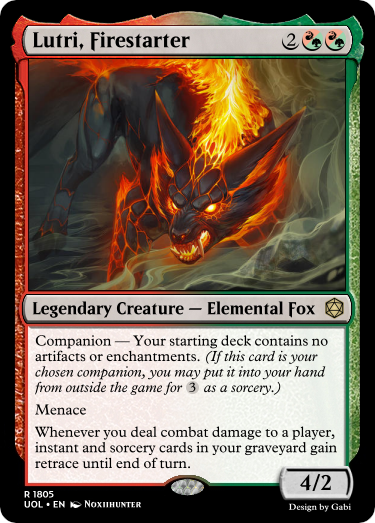 Lutri, Firestarter 2
Legendary Creature — Elemental Fox
Companion — Your starting deck contains no
artifacts or enchantments. (If this card is your
chosen companion, you may put it into your hand
from outside the game for 3 as a sorcery.)
Menace
Whenever you deal combat damage to a player,
instant and sorcery cards in your graveyard gain
retrace until end of turn.
4/2
R 1805
UOL • EN Noxiihunter
Design by Gabi